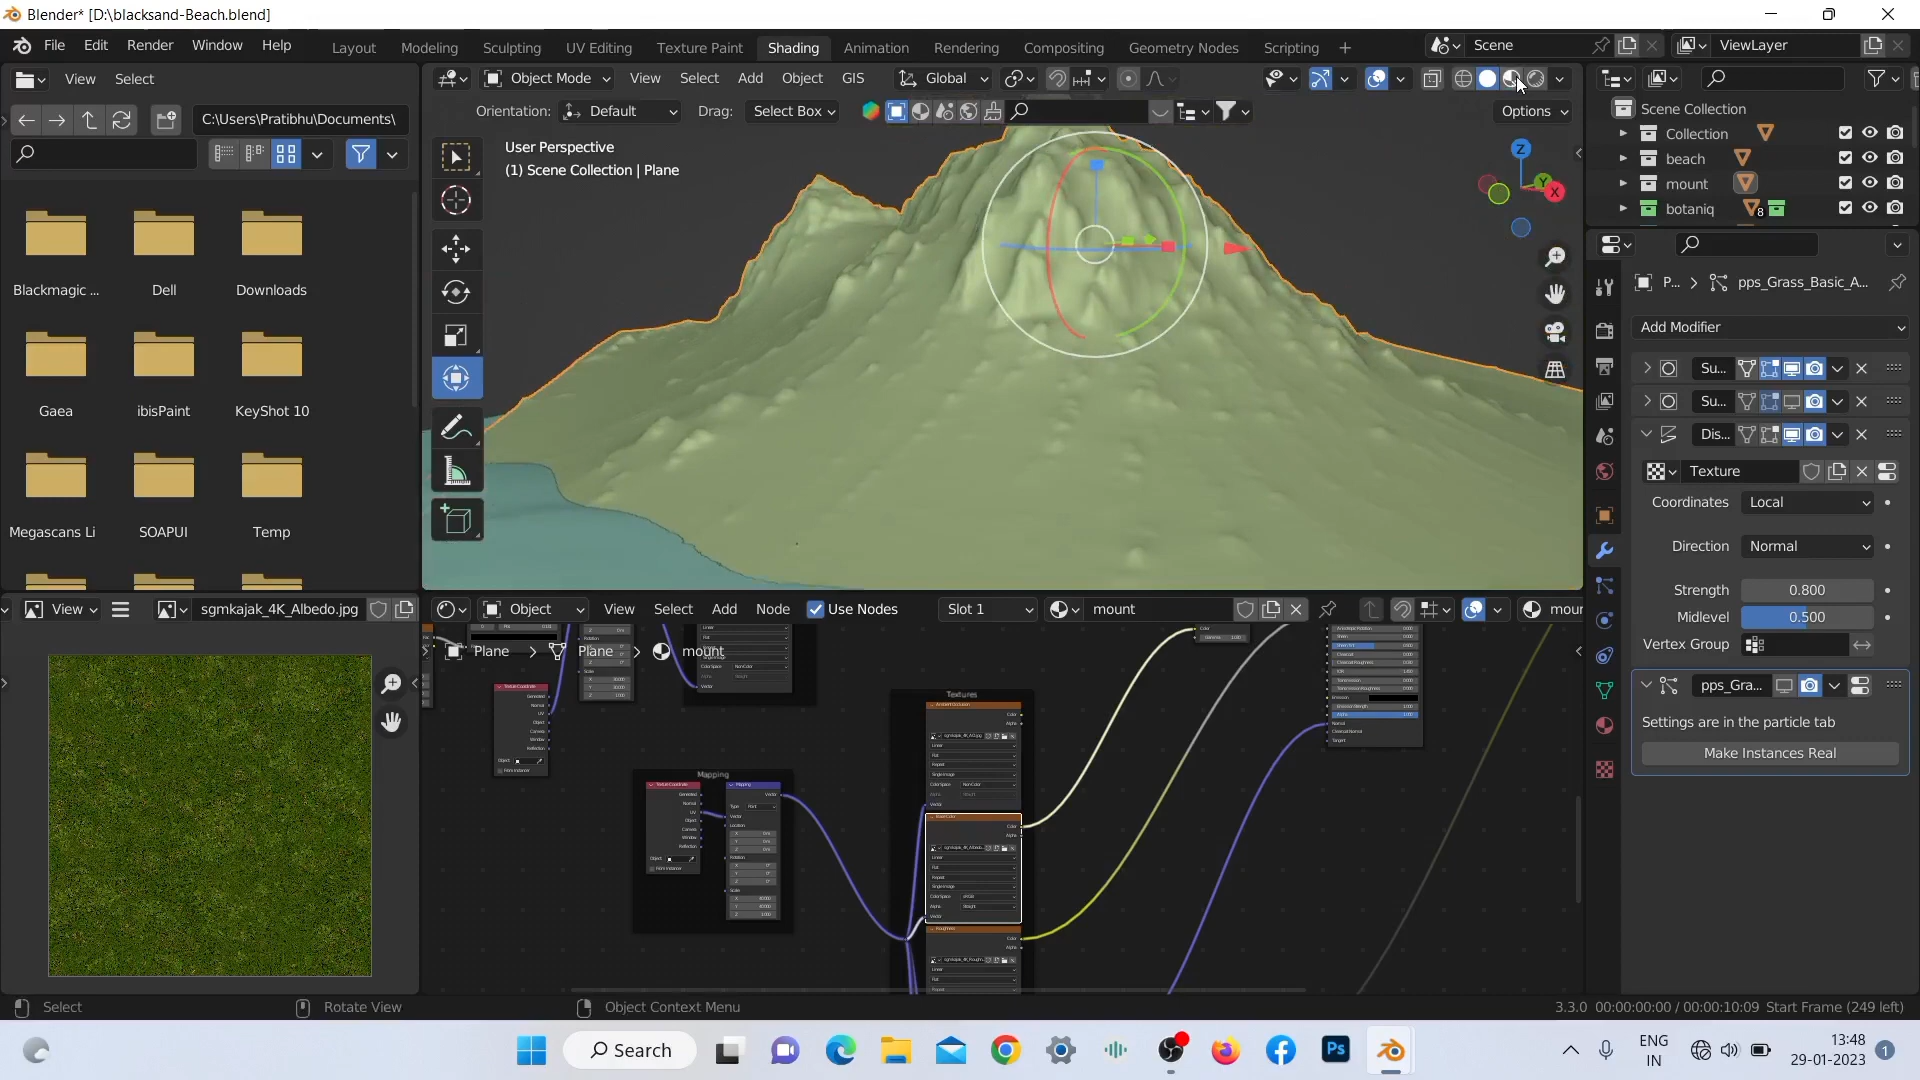 Blender* [D:\blacksand-Beach.blend]
File Edit Render Window Help
Layout Modeling Sculpting UV Editing Texture Paint Shading Animation Rendering Compositing Geometry Nodes Scripting
Scene
ViewLayer
View Select
Object Mode View Select Add Object GIS
Global
C:\Users\Pratibhu\Documents\
Orientation: Default Drag: Select Box
Options
User Perspective
(1) Scene Collection | Plane
Z
Y
X
Scene Collection
Collection
beach
mount
botaniq
8
P... > pps_Grass_Basic_A...
Add Modifier
Su...
Su...
Dis...
Texture
Coordinates Local
Direction Normal
Strength 0.800
Midlevel 0.500
Vertex Group
pps_Gra...
Settings are in the particle tab
Make Instances Real
Blackmagic ... Dell Downloads
Gaea ibisPaint KeyShot 10
Megascans Li SOAPUI Temp
View sgmkajak_4K_Albedo.jpg
Object View Select Add Node Use Nodes Slot 1 mount
Plane > Plane > mount
Textures
Mapping
Select
Rotate View
Object Context Menu
3.3.0 00:00:00:00 / 00:00:10:09 Start Frame (249 left)
Search
Ps
ENG
IN
13:48
29-01-2023
1